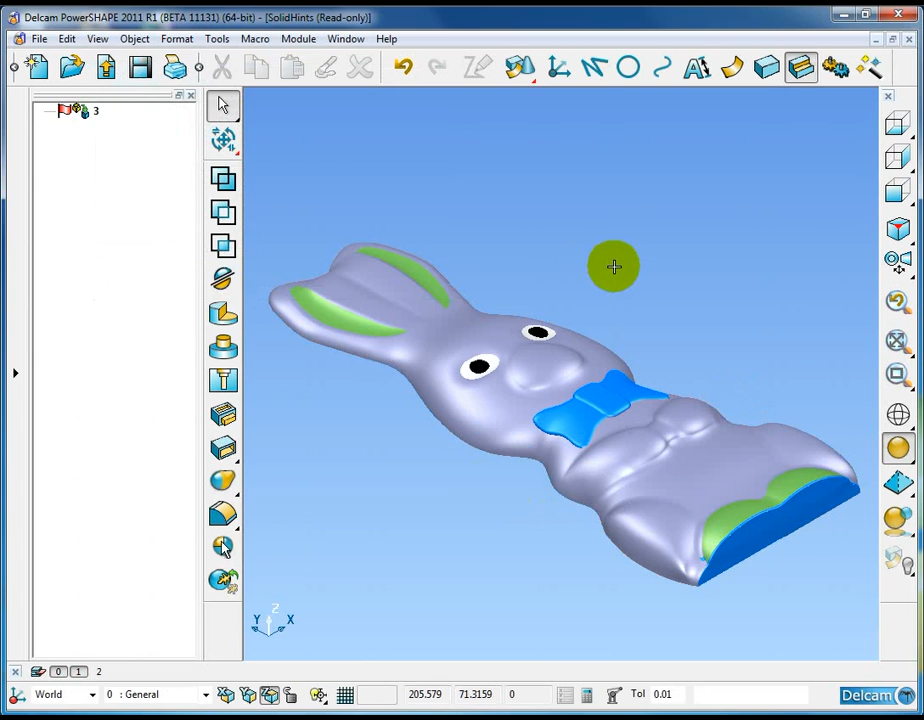 Delcam PowerSHAPE 2011 R1 (BETA 11131) (64-bit) - [SolidHints (Read-only)]
File Edit View Object Format Tools Macro Module Window Help
3
Z
Y X
0 1 2
World 0 : General 205.579 71.3159 0 Tol 0.01 Delcam